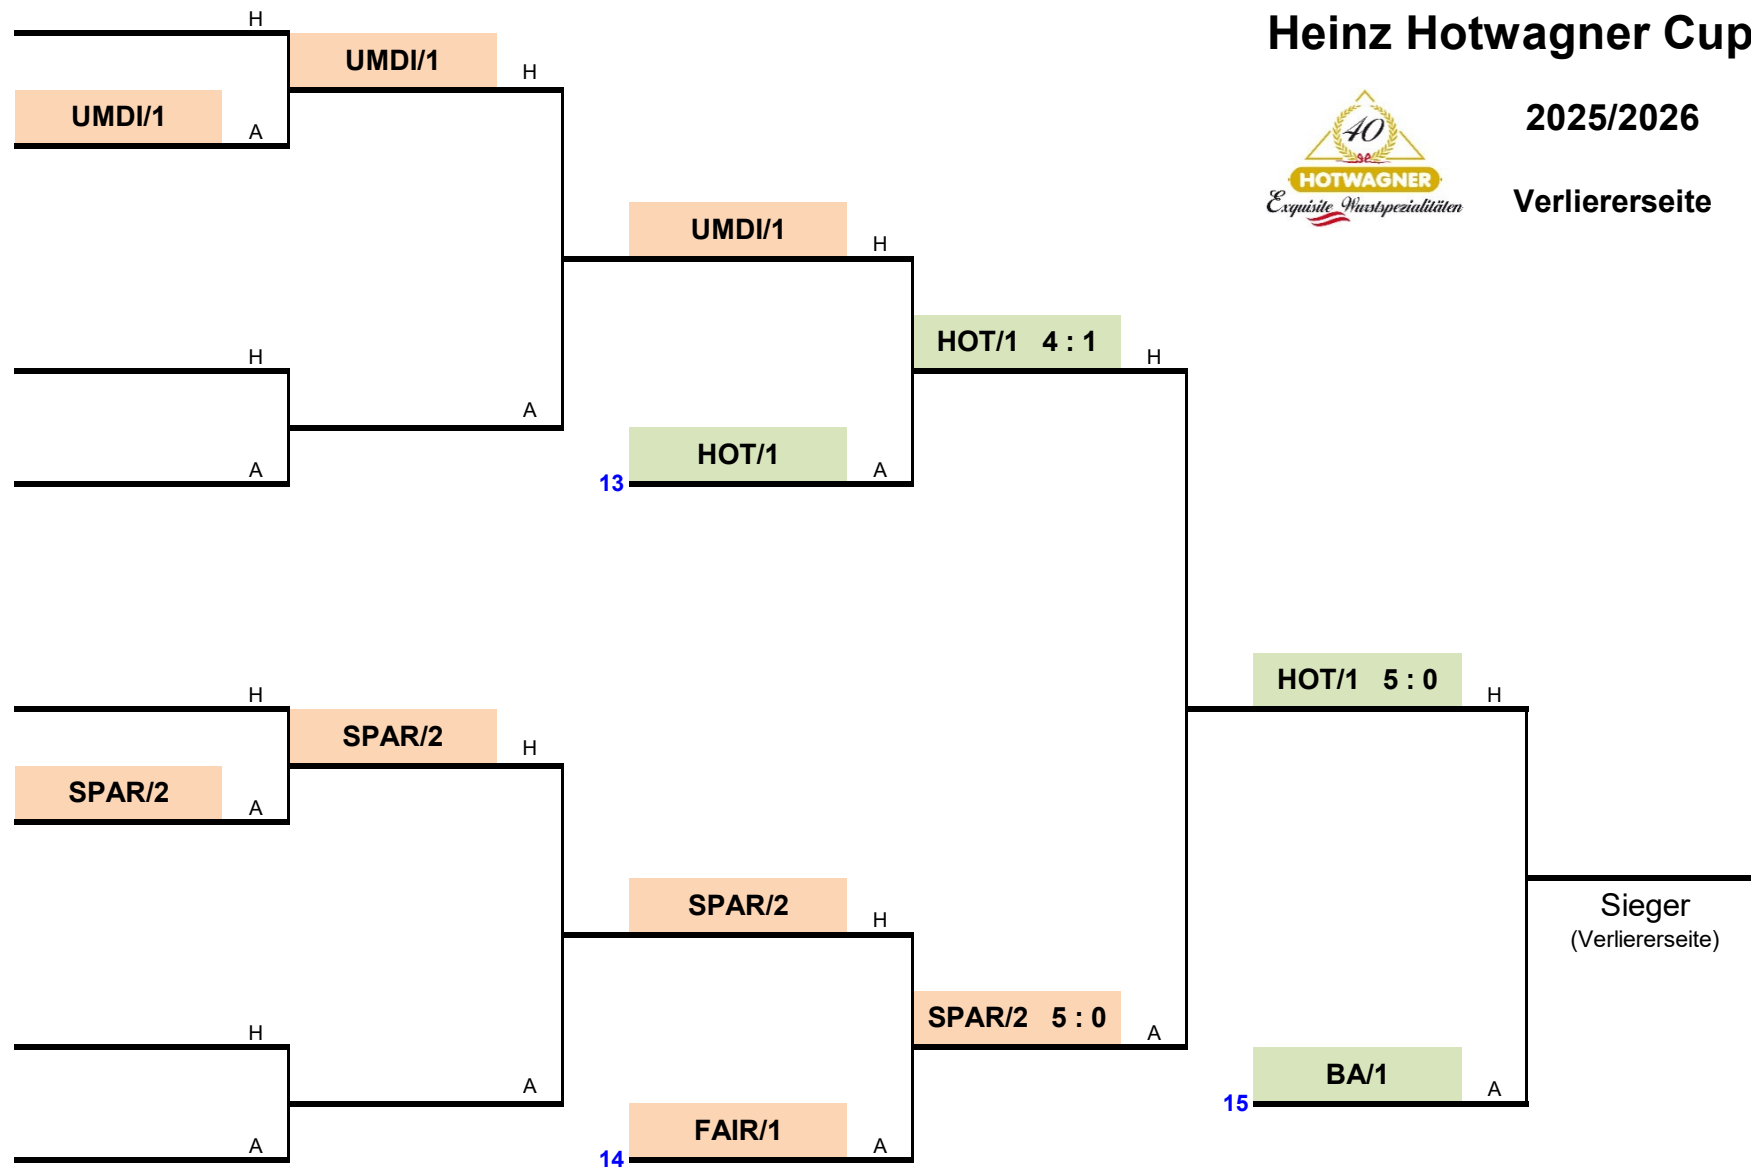 Heinz Hotwagner Cup
H
UMDI/1
H
UMDI/1
A
40
HOTWAGNER
Exquisite Wurstspezialitäten
2025/2026
Verliererseite
UMDI/1
H
HOT/1 4 : 1
H
H
A
HOT/1
A
13
A
H
SPAR/2
H
SPAR/2
A
HOT/1 5 : 0
H
SPAR/2
H
Sieger
(Verliererseite)
SPAR/2 5 : 0
A
H
A
BA/1
A
15
FAIR/1
A
14
A